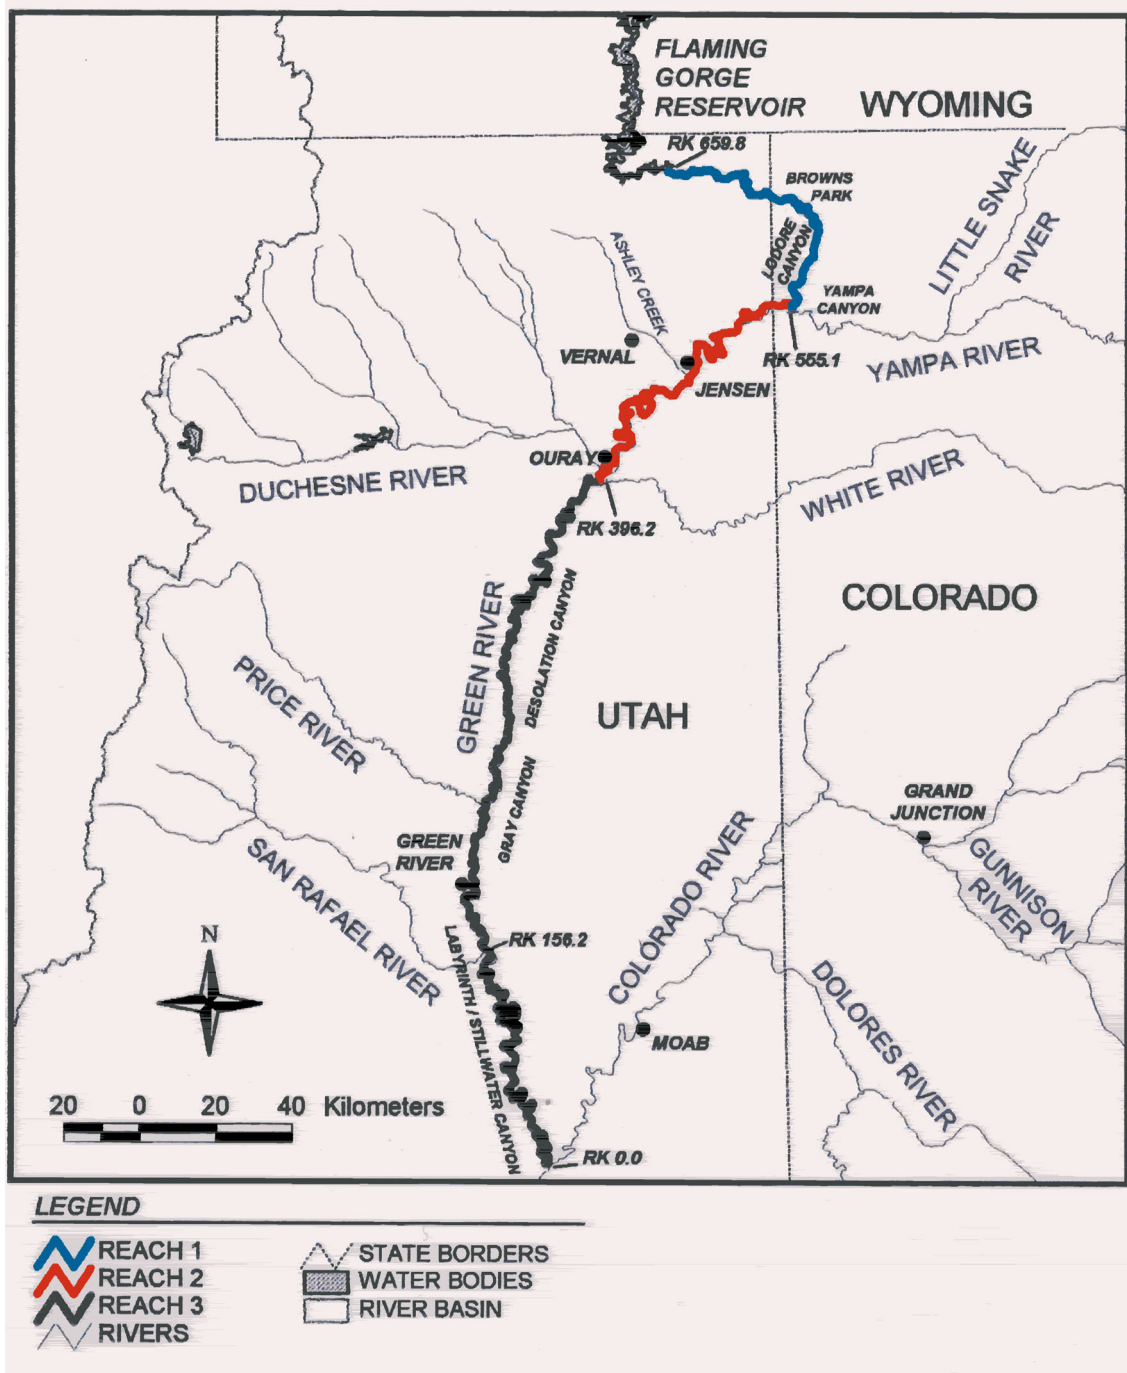 FLAMING
GORGE
RESERVOIR
WYOMING
RK 659.8
BROWNS
PARK
LITTLE SNAKE
RIVER
LODORE
CANYON
ASHLEY CREEK
YAMPA
CANYON
VERNAL
RK 555.1
YAMPA RIVER
JENSEN
OURAY
DUCHESNE RIVER
WHITE RIVER
RK 396.2
COLORADO
GREEN RIVER
DESOLATION CANYON
PRICE RIVER
UTAH
GRAY CANYON
GRAND
JUNCTION
GREEN
RIVER
SAN RAFAEL RIVER
COLORADO RIVER
GUNNISON
RIVER
N
RK 156.2
LABYRINTH / STILLWATER CANYON
DOLORES RIVER
MOAB
20 0 20 40 Kilometers
RK 0.0
LEGEND
REACH 1
REACH 2
REACH 3
RIVERS
STATE BORDERS
WATER BODIES
RIVER BASIN